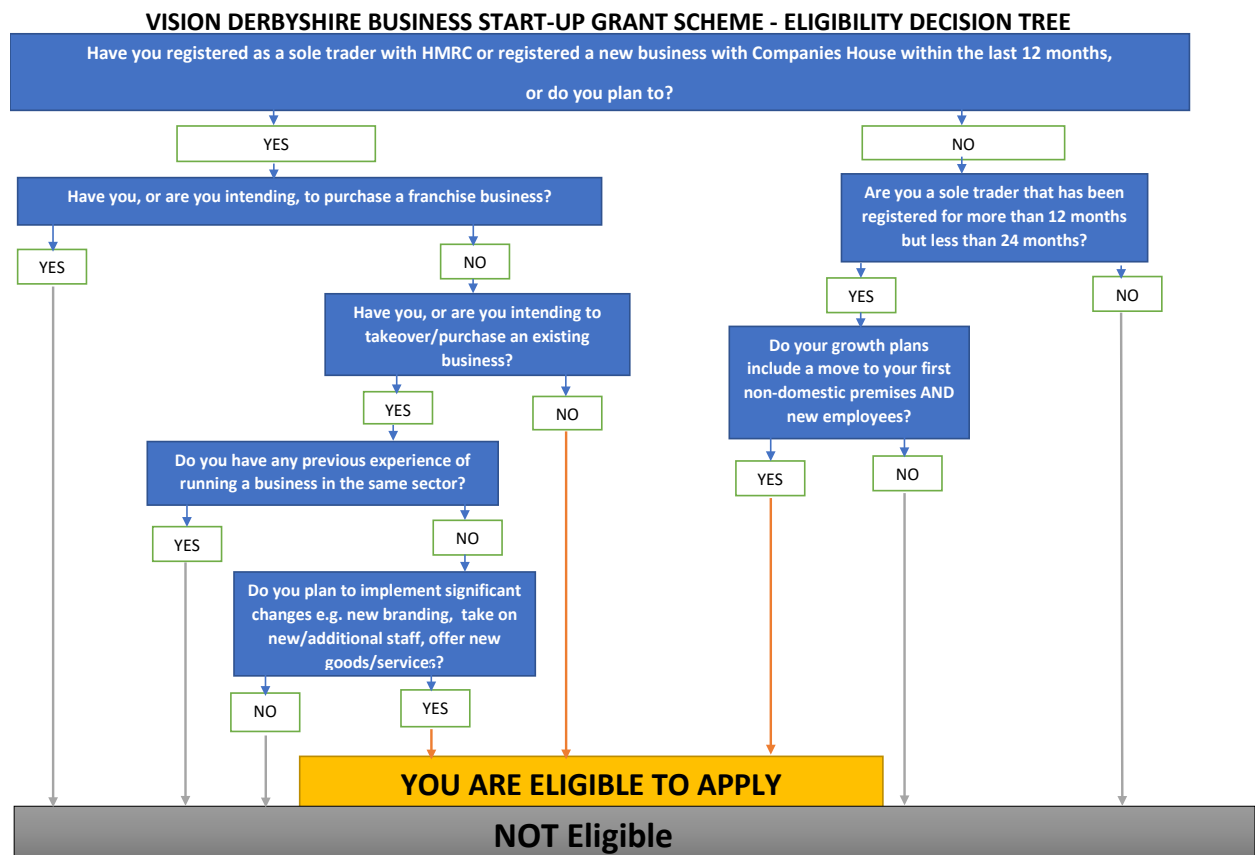 VISION DERBYSHIRE BUSINESS START-UP GRANT SCHEME - ELIGIBILITY DECISION TREE
Have you registered as a sole trader with HMRC or registered a new business with Companies House within the last 12 months,
or do you plan to?
YES
NO
Have you, or are you intending, to purchase a franchise business?
Are you a sole trader that has been
registered for more than 12 months
but less than 24 months?
YES
NO
YES
NO
Have you, or are you intending to
takeover/purchase an existing
business?
Do your growth plans
include a move to your first
non-domestic premises AND
new employees?
YES
NO
YES
NO
Do you have any previous experience of
running a business in the same sector?
YES
NO
Do you plan to implement significant
changes e.g. new branding, take on
new/additional staff, offer new
goods/services?
NO
YES
YOU ARE ELIGIBLE TO APPLY
NOT Eligible